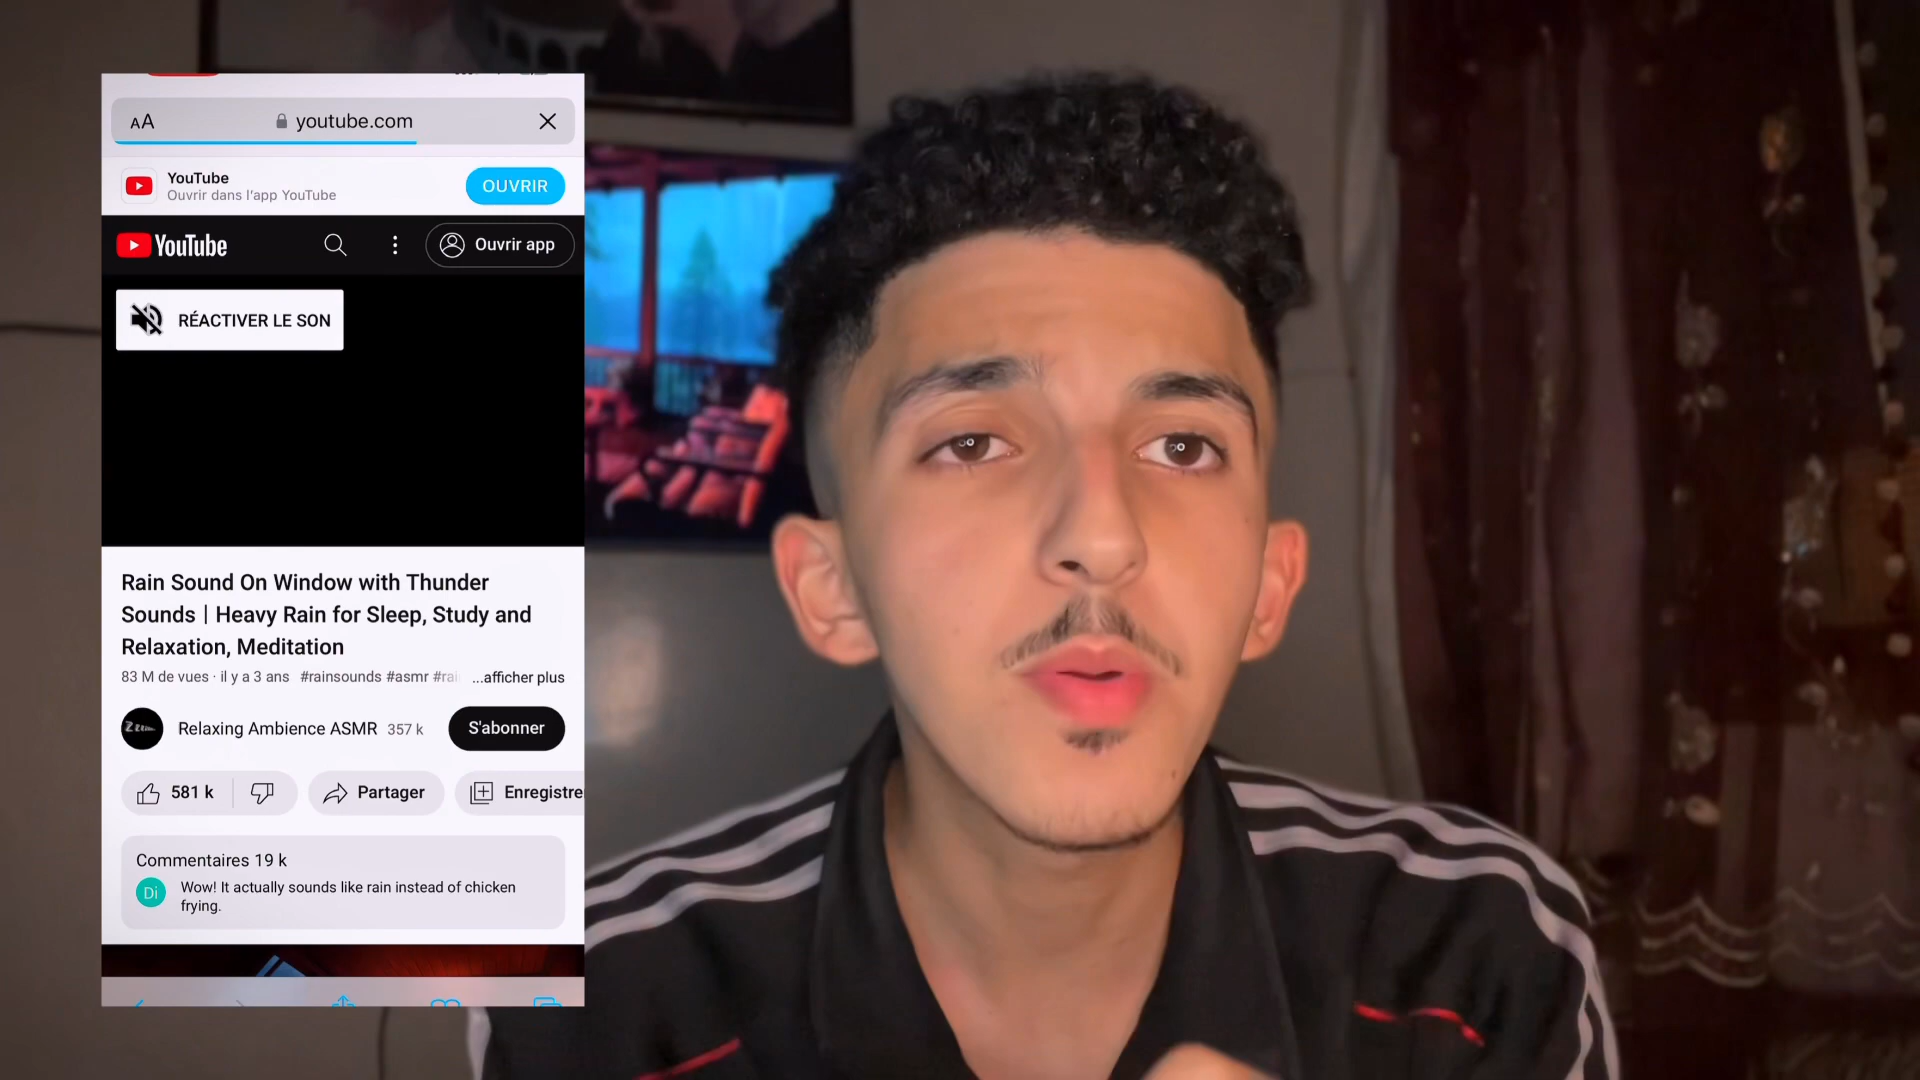 AA
youtube.com
YouTube
Ouvrir dans l'app YouTube
OUVRIR
YouTube
Ouvrir app
RÉACTIVER LE SON
Rain Sound On Window with Thunder
Sounds | Heavy Rain for Sleep, Study and
Relaxation, Meditation
83 M de vues · il y a 3 ans #rainsounds #asmr #rai ...afficher plus
Relaxing Ambience ASMR 357 k
S'abonner
581 k
Partager
Enregistre
Commentaires 19 k
Di
Wow! It actually sounds like rain instead of chicken
frying.